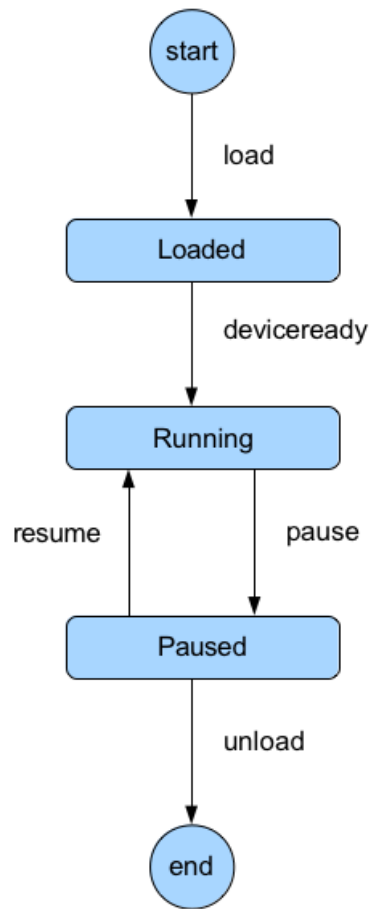 start
load
Loaded
deviceready
Running
resume
pause
Paused
unload
end